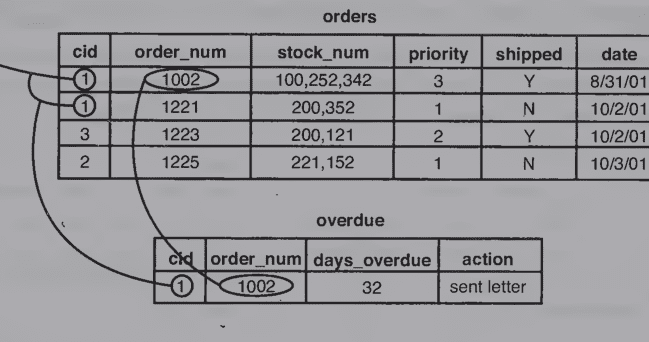 orders
cid order_num stock_num priority shipped date
1 1002 100,252,342 3 Y 8/31/01
1 1221 200,352 1 N 10/2/01
3 1223 200,121 2 Y 10/2/01
2 1225 221,152 1 N 10/3/01
overdue
cid order_num days_overdue action
1 1002 32 sent letter